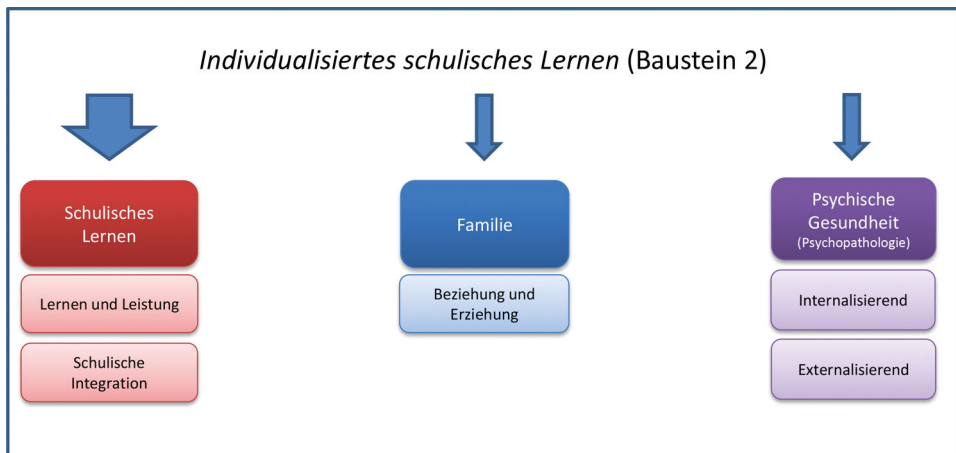 Individualisiertes schulisches Lernen (Baustein 2)
Schulisches
Lernen
Lernen und Leistung
Schulische
Integration
Familie
Beziehung und
Erziehung
Psychische
Gesundheit
(Psychopathologie)
Internalisierend
Externalisierend